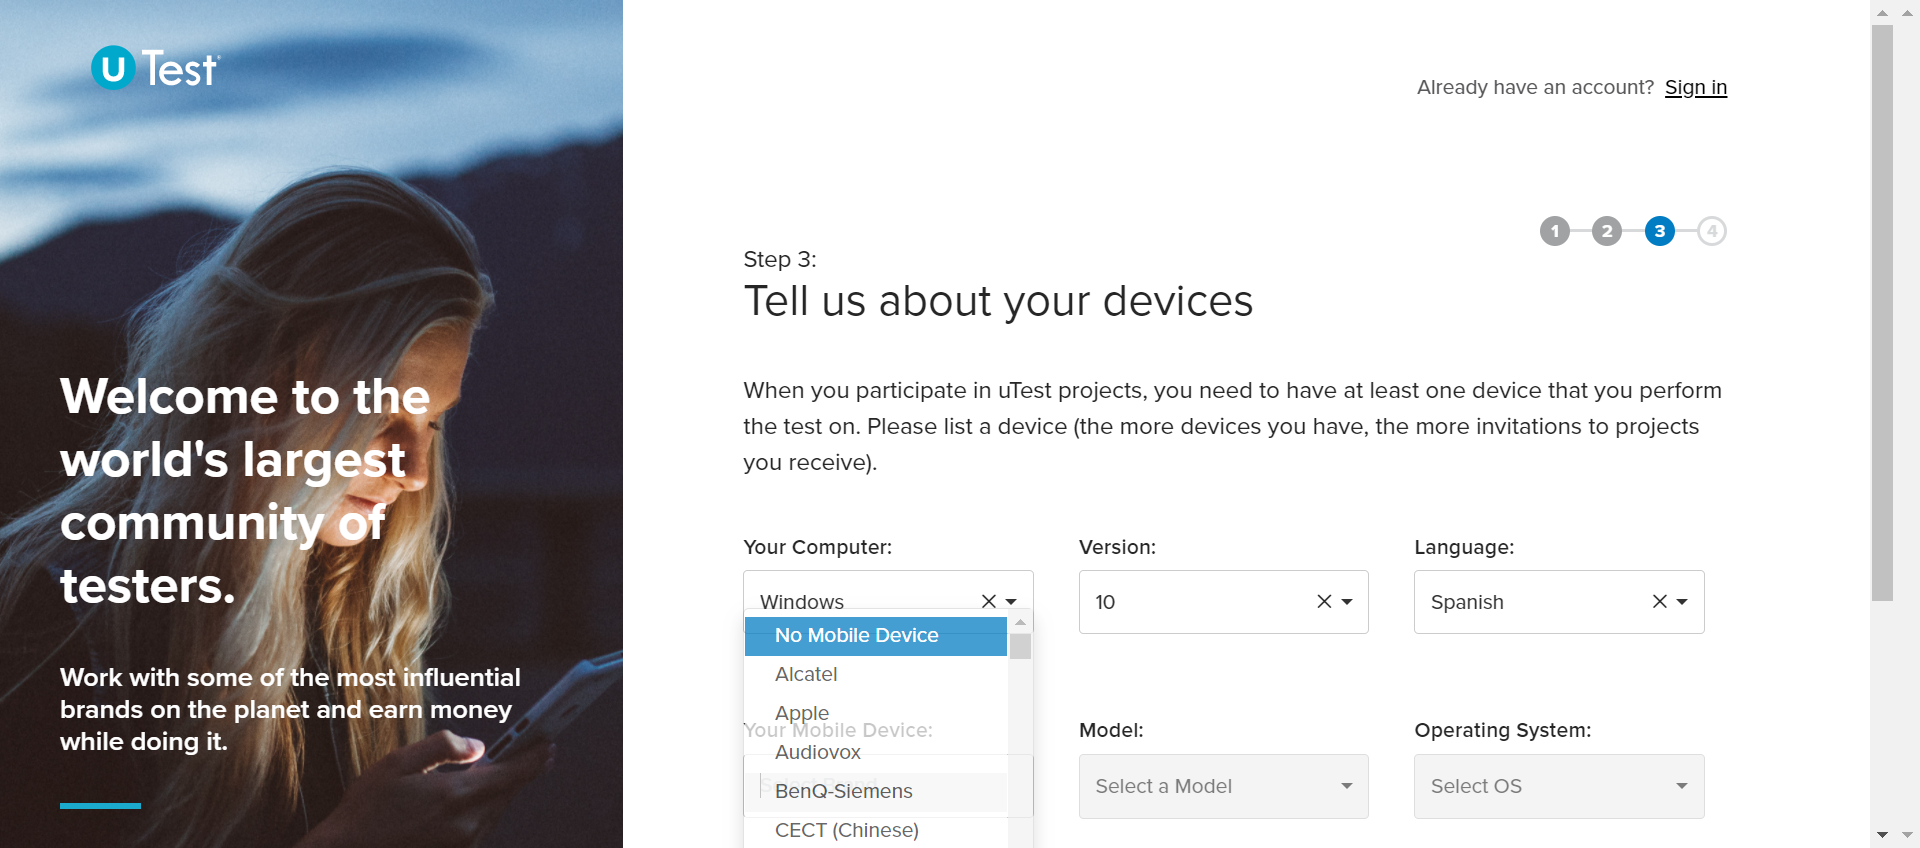 u Test
Already have an account? Sign in
1 2 3 4
Step 3:
Tell us about your devices
Welcome to the
world's largest
community of
testers.
When you participate in uTest projects, you need to have at least one device that you perform
the test on. Please list a device (the more devices you have, the more invitations to projects
you receive).
Work with some of the most influential
brands on the planet and earn money
while doing it.
Your Computer: Version: Language:
Windows 10 Spanish
No Mobile Device
Alcatel
Apple
Your Mobile Device: Model: Operating System:
Audiovox
Select Brand Select a Model Select OS
BenQ-Siemens
CECT (Chinese)